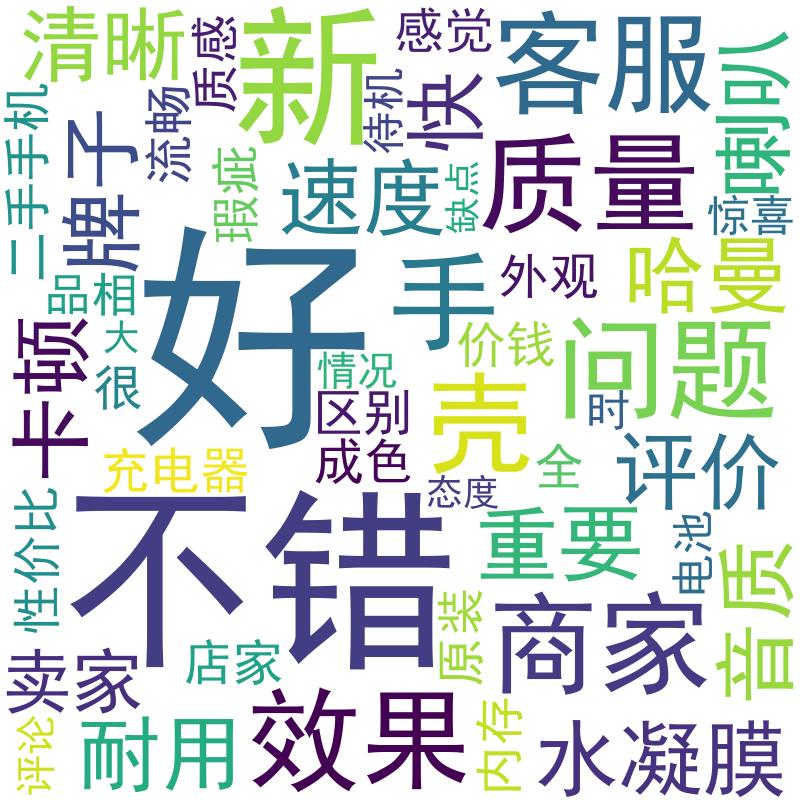 清晰
质感
新
感觉
客服
喇叭
二手手机
牌子
流畅
待机
快
瑕疵
速度
缺点
质量
惊喜
品相
大
很
好
手
外观
哈曼
价钱
问题
卡顿
情况
区别
成色
壳
时
评价
充电器
全
态度
不错
性价比
重要
电池
音质
卖家
店家
原装
商家
评论
耐用
效果
内存
水凝膜